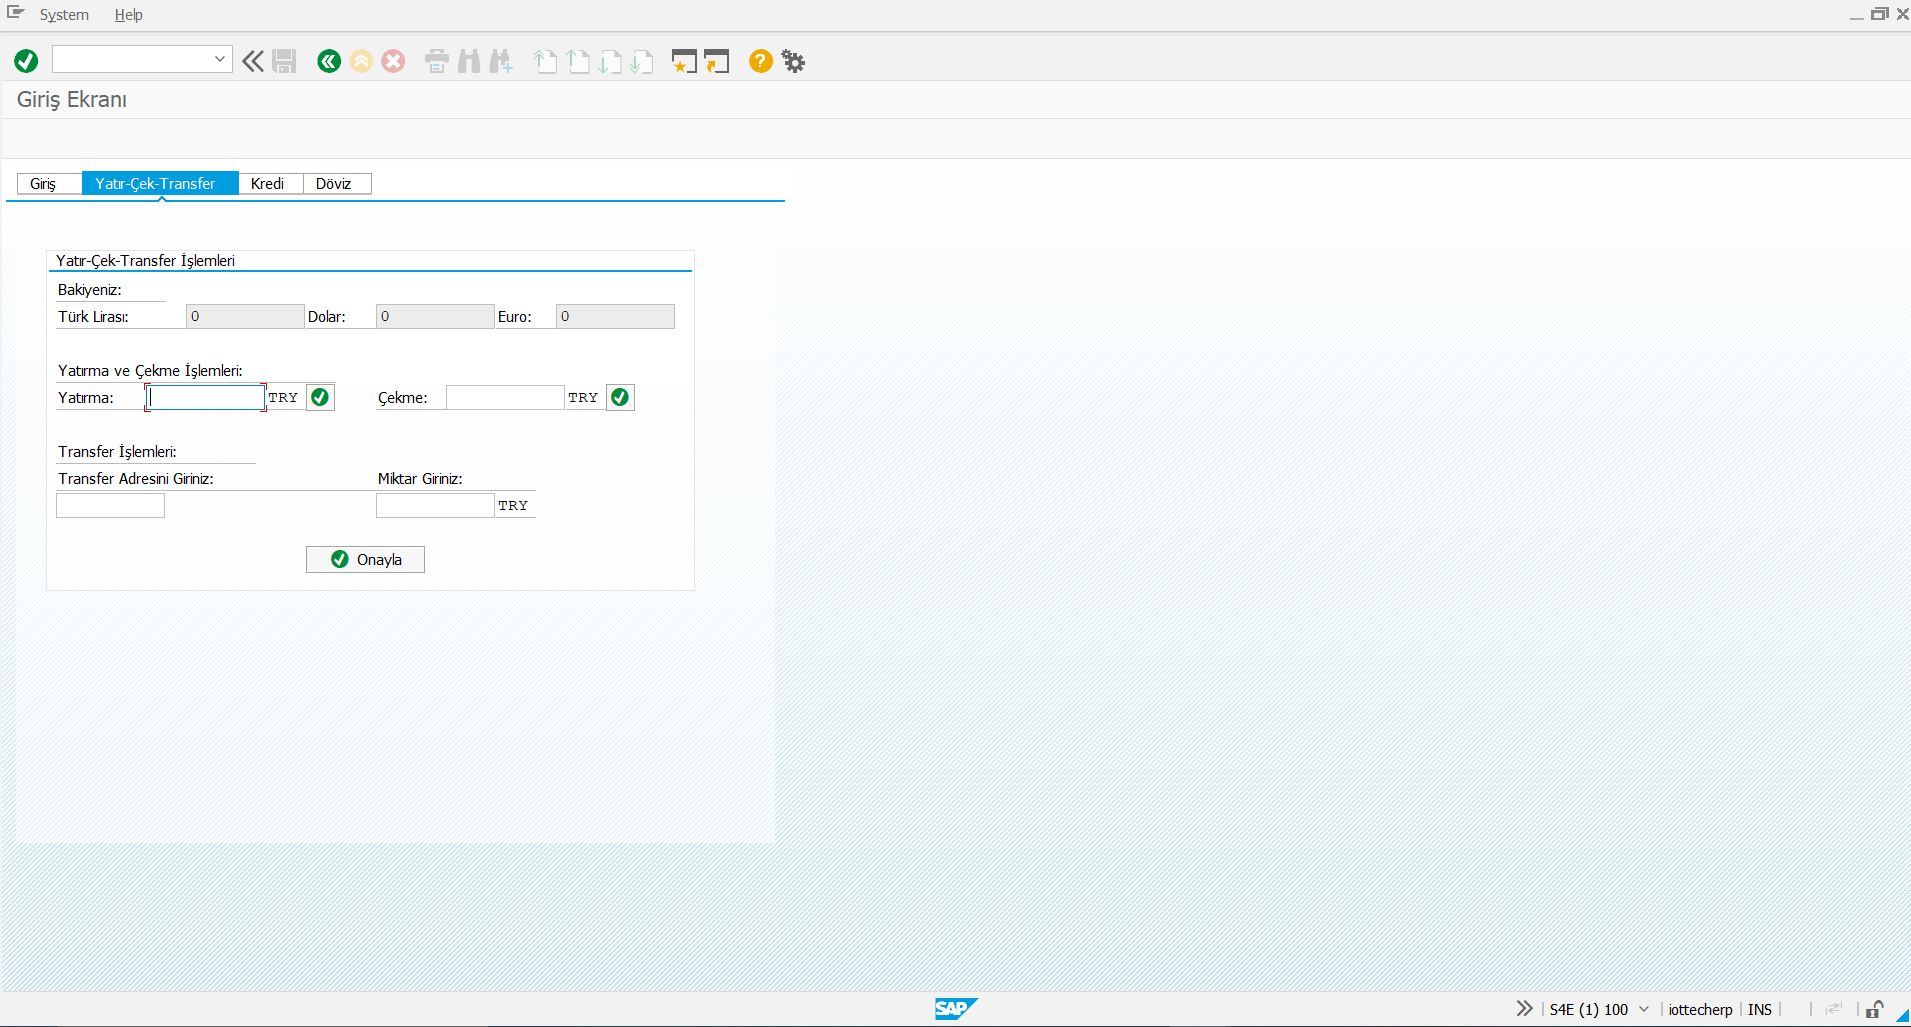 System Help
Giriş Ekranı
Giriş Yatır-Çek-Transfer Kredi Döviz
Yatır-Çek-Transfer İşlemleri
Bakiyeniz:
Türk Lirası: 0 Dolar: 0 Euro: 0
Yatırma ve Çekme İşlemleri:
Yatırma: TRY Çekme: TRY
Transfer İşlemleri:
Transfer Adresini Giriniz: Miktar Giriniz:
TRY
Onayla
SAP S4E (1) 100 iottecherp INS